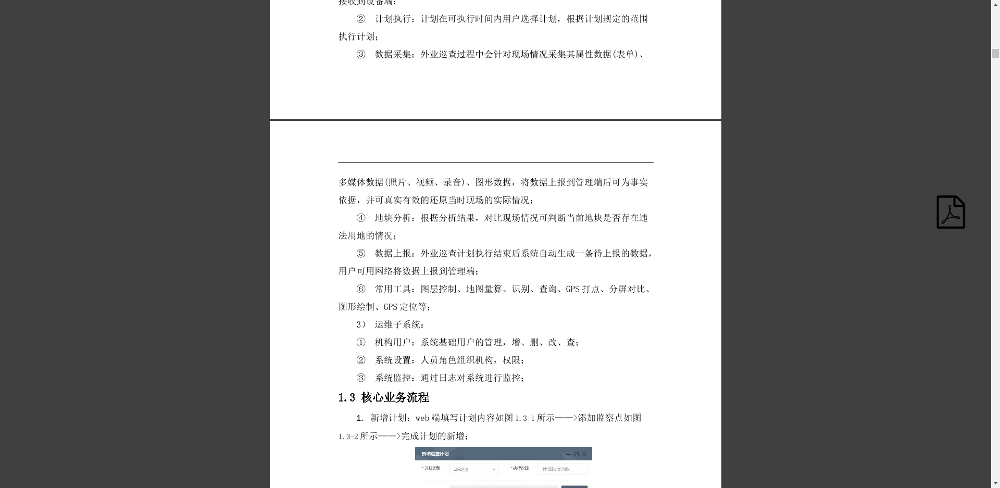 接收到设备端；
② 计划执行：计划在可执行时间内用户选择计划，根据计划规定的范围
执行计划；
③ 数据采集：外业巡查过程中会针对现场情况采集其属性数据(表单)、
多媒体数据(照片、视频、录音)、图形数据，将数据上报到管理端后可为事实
依据，并可真实有效的还原当时现场的实际情况；
④ 地块分析：根据分析结果，对比现场情况可判断当前地块是否存在违
法用地的情况；
⑤ 数据上报：外业巡查计划执行结束后系统自动生成一条待上报的数据，
用户可用网络将数据上报到管理端；
⑥ 常用工具：图层控制、地图量算、识别、查询、GPS 打点、分屏对比、
图形绘制、GPS 定位等；
3） 运维子系统：
① 机构用户：系统基础用户的管理，增、删、改、查；
② 系统设置：人员角色组织机构，权限；
③ 系统监控：通过日志对系统进行监控；
1.3 核心业务流程
1. 新增计划：web 端填写计划内容如图 1.3-1 所示——>添加监察点如图
1.3-2 所示——>完成计划的新增；
新增巡查计划
* 计划类型 日常巡查 * 执行次数 计划执行次数